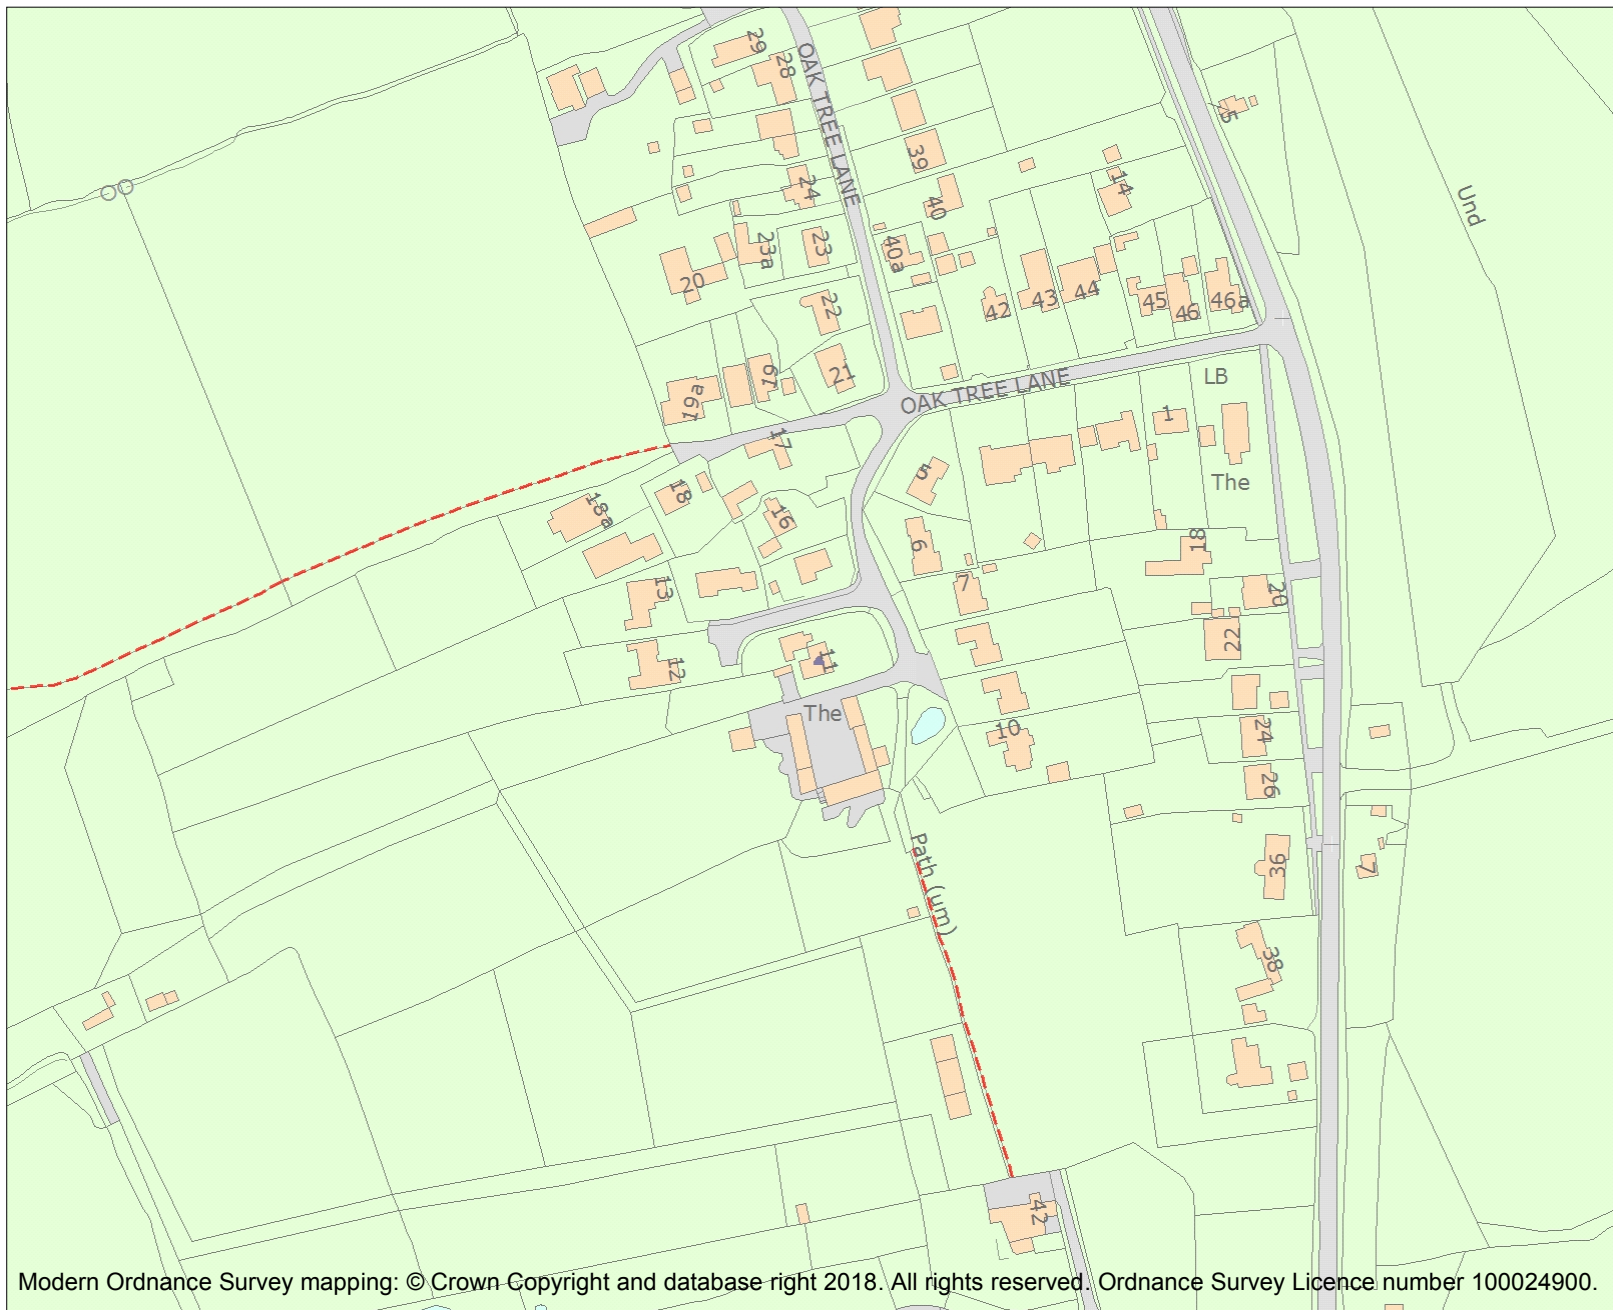 29
28
OAK TREE LANE
5
39
24
14
Und
40
23
23a
40a
20
22
42
43
44
45
46
46a
21
19
19a
LB
OAK TREE LANE
1
17
5
The
18
18a
16
6
18
7
13
20
22
12
11
The
10
24
26
Path (um)
36
7
38
42
Modern Ordnance Survey mapping: © Crown Copyright and database right 2018. All rights reserved. Ordnance Survey Licence number 100024900.